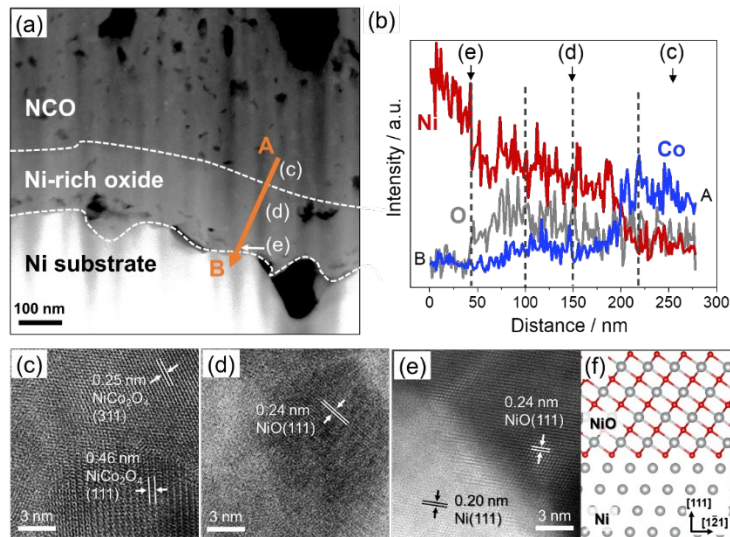 (a)
NCO
A
(c)
Ni-rich oxide
(d)
(e)
B
Ni substrate
100 nm
(b)
(e)
(d)
(c)
Ni
Co
O
A
B
Intensity / a.u.
0
50
100
150
200
250
300
Distance / nm
(c)
0.25 nm
NiCo₂O₄
(311)
0.46 nm
NiCo₂O₄
(111)
3 nm
(d)
0.24 nm
NiO(111)
3 nm
(e)
0.24 nm
NiO(111)
0.20 nm
Ni(111)
3 nm
(f)
NiO
Ni
[111]
[12̄1]